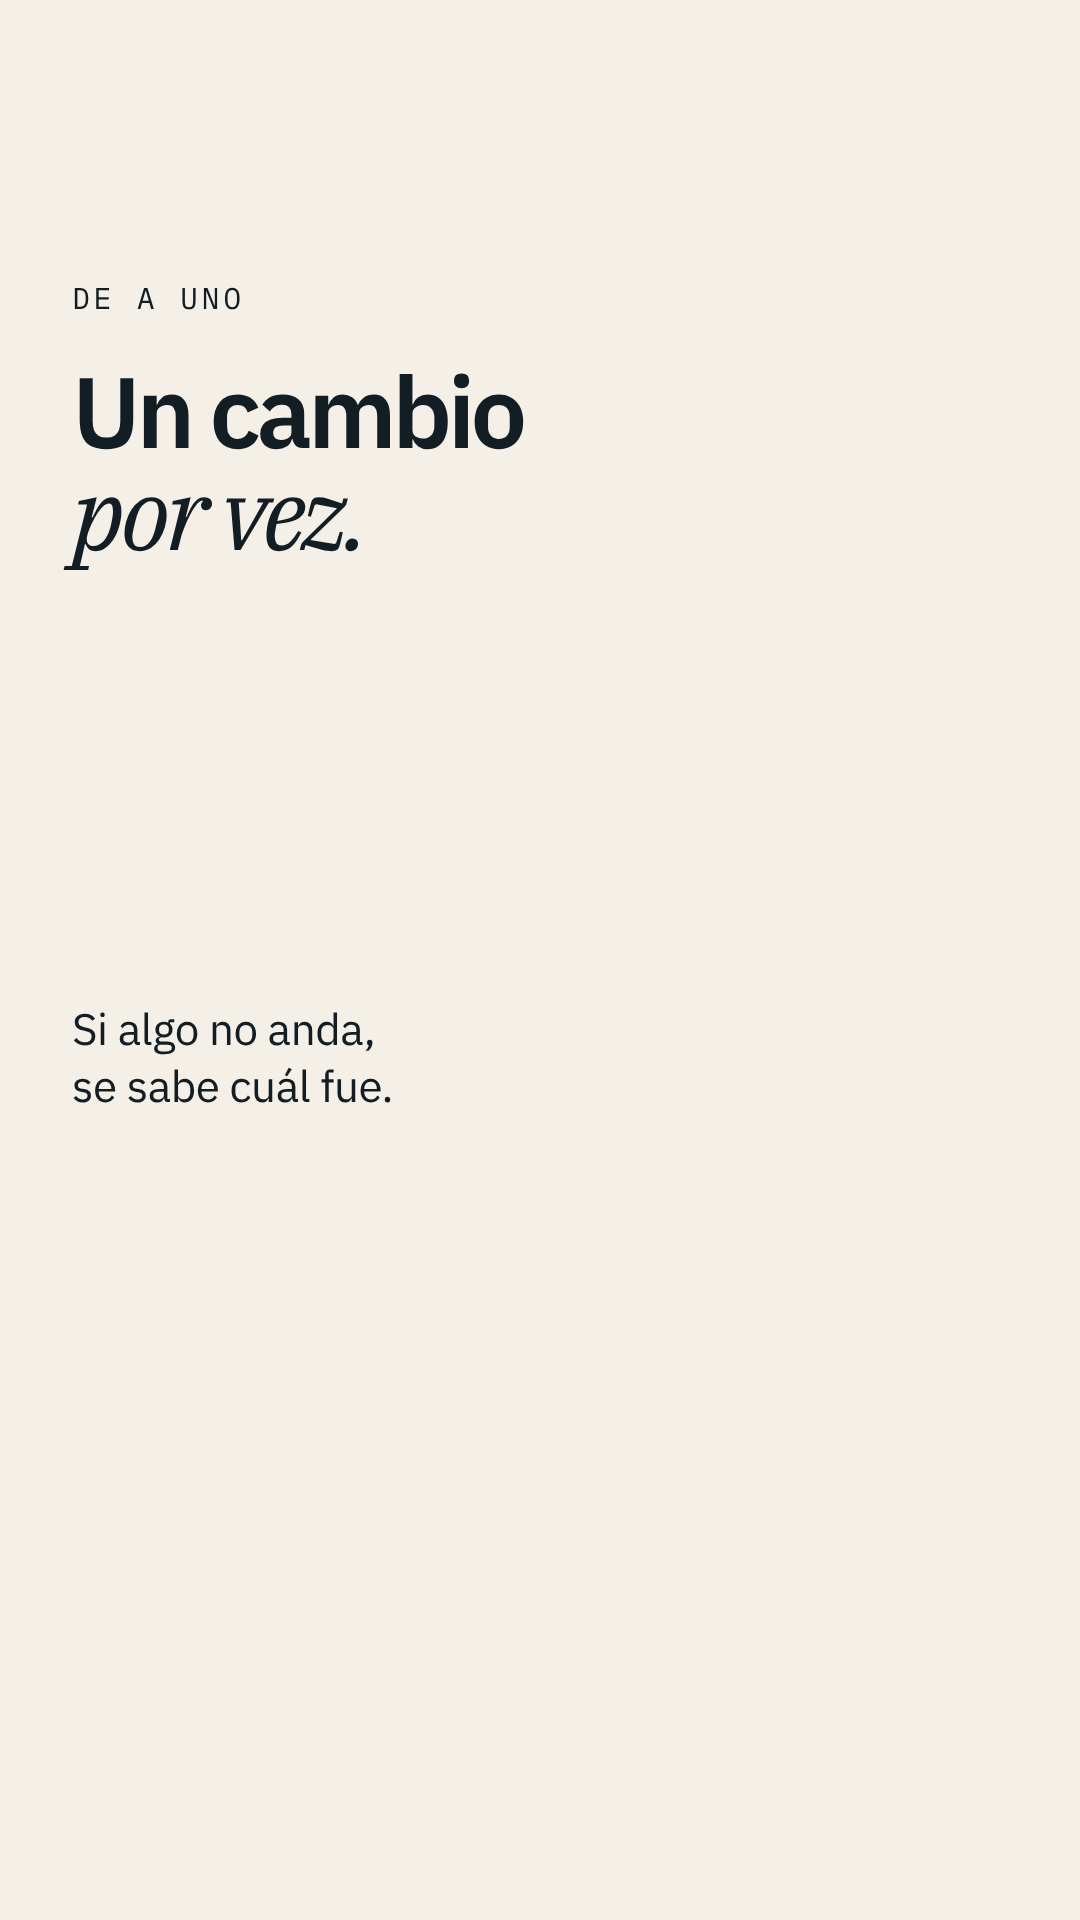 DE A UNO
Un cambio
por vez.
Si algo no anda,
se sabe cuál fue.